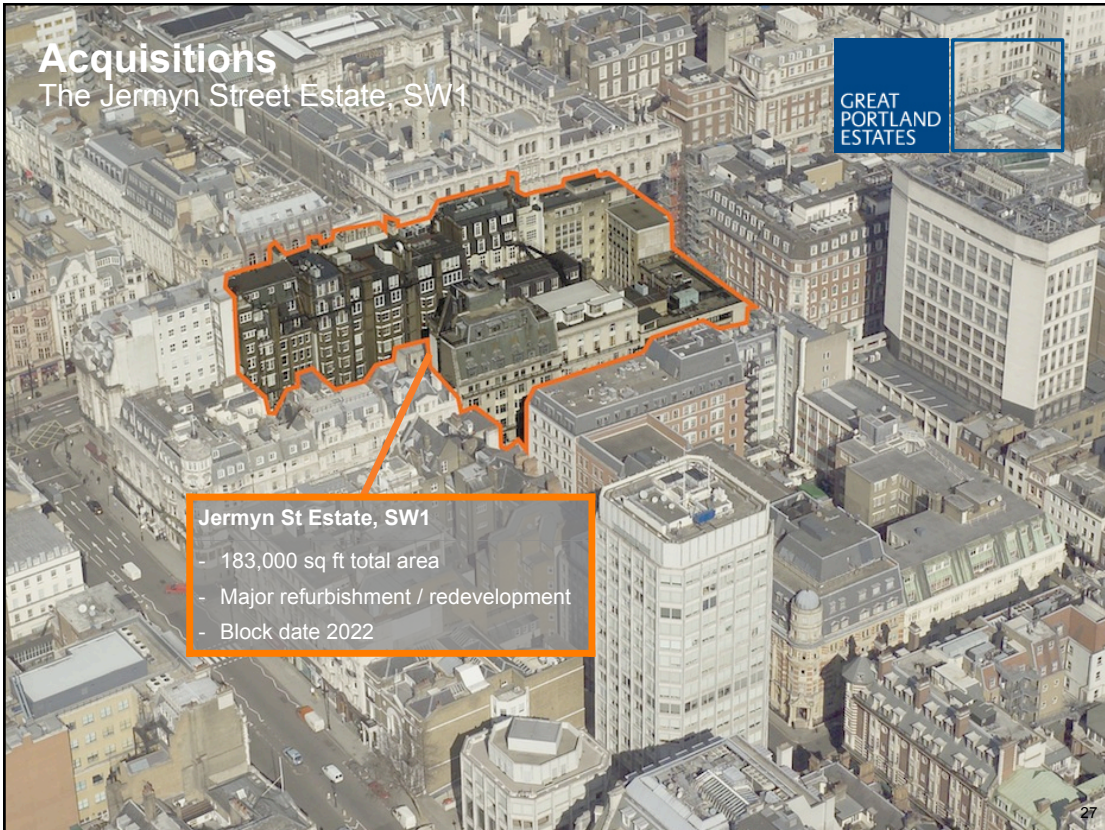 Acquisitions
The Jermyn Street Estate, SW1
GREAT
PORTLAND
ESTATES
Jermyn St Estate, SW1
- 183,000 sq ft total area
- Major refurbishment / redevelopment
- Block date 2022
27